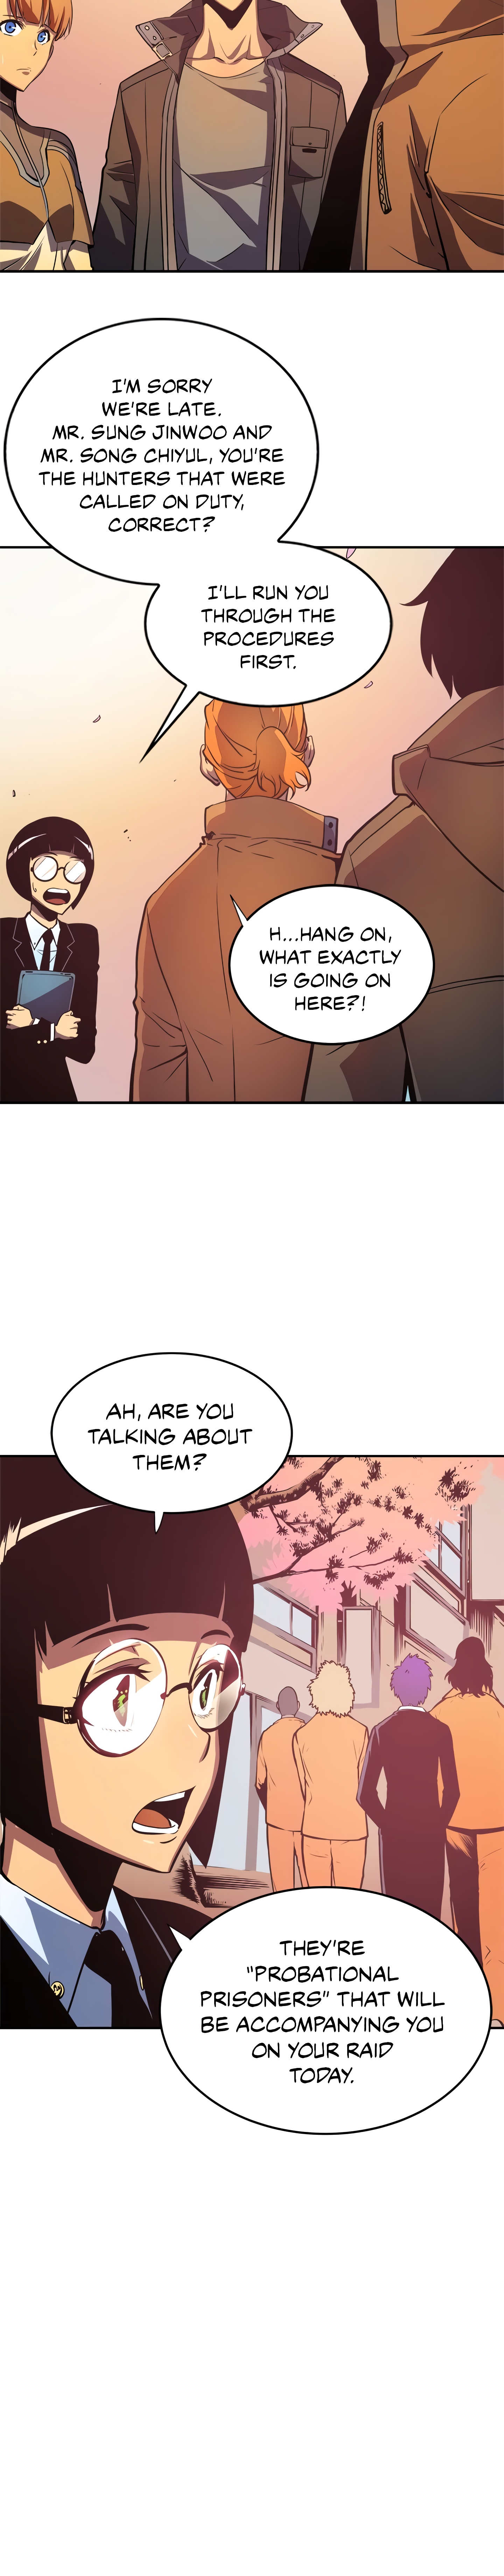 I'M SORRY
WE'RE LATE.
MR. SUNG JINWOO AND
MR. SONG CHIYUL, YOU'RE
THE HUNTERS THAT WERE
CALLED ON DUTY,
CORRECT?
I'LL RUN YOU
THROUGH THE
PROCEDURES
FIRST.
H...HANG ON,
WHAT EXACTLY
IS GOING ON
HERE?!
AH, ARE YOU
TALKING ABOUT
THEM?
THEY'RE
"PROBATIONAL
PRISONERS" THAT WILL
BE ACCOMPANYING YOU
ON YOUR RAID
TODAY.